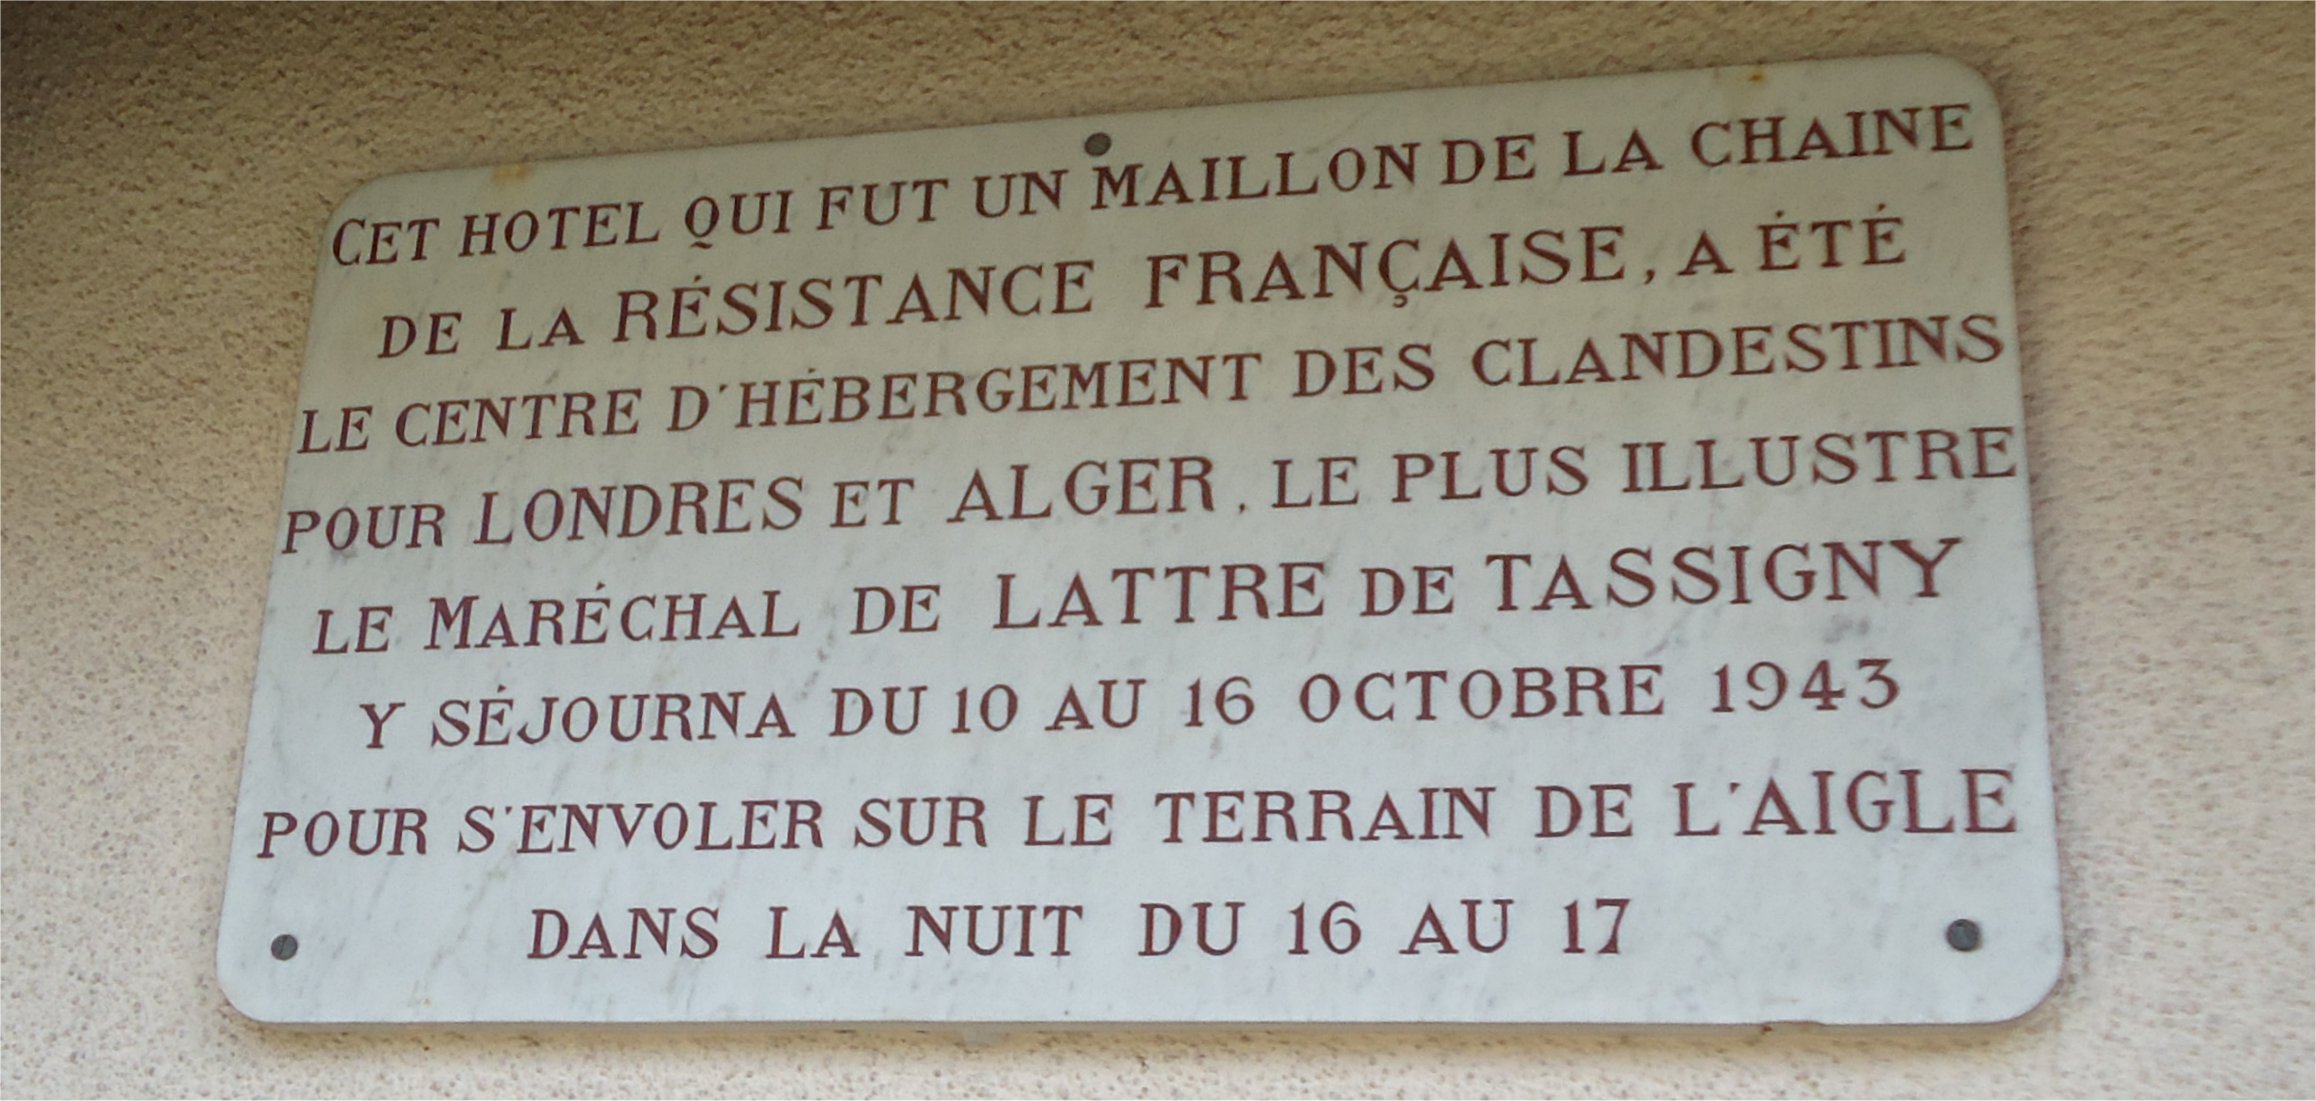 CET HOTEL QUI FUT UN MAILLON DE LA CHAINE
DE LA RÉSISTANCE FRANÇAISE, A ÉTÉ
LE CENTRE D'HÉBERGEMENT DES CLANDESTINS
POUR LONDRES ET ALGER, LE PLUS ILLUSTRE
LE MARÉCHAL DE LATTRE DE TASSIGNY
Y SÉJOURNA DU 10 AU 16 OCTOBRE 1943
POUR S'ENVOLER SUR LE TERRAIN DE L'AIGLE
DANS LA NUIT DU 16 AU 17